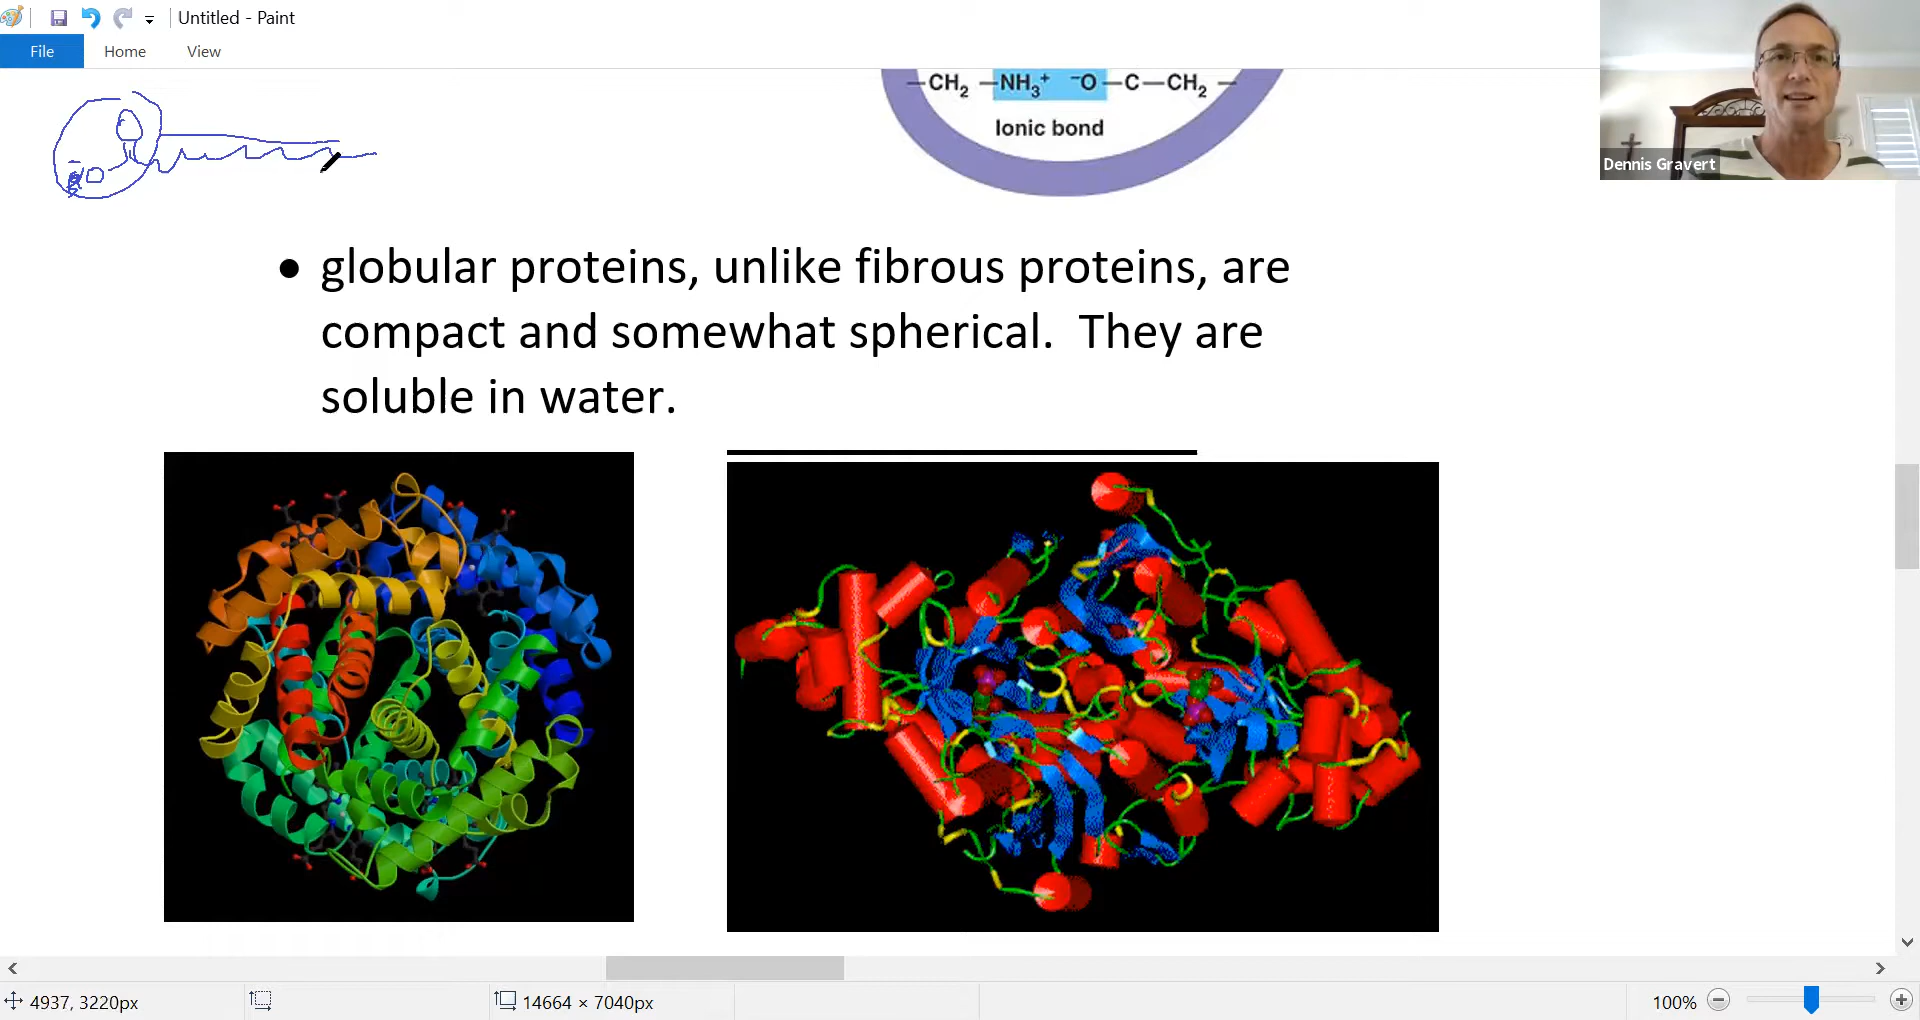 Untitled - Paint
File Home View
–CH₂ –NH₃⁺ ⁻O–C–CH₂–
Ionic bond
Dennis Gravert
• globular proteins, unlike fibrous proteins, are
compact and somewhat spherical. They are
soluble in water.
4937, 3220px 14664 × 7040px 100%